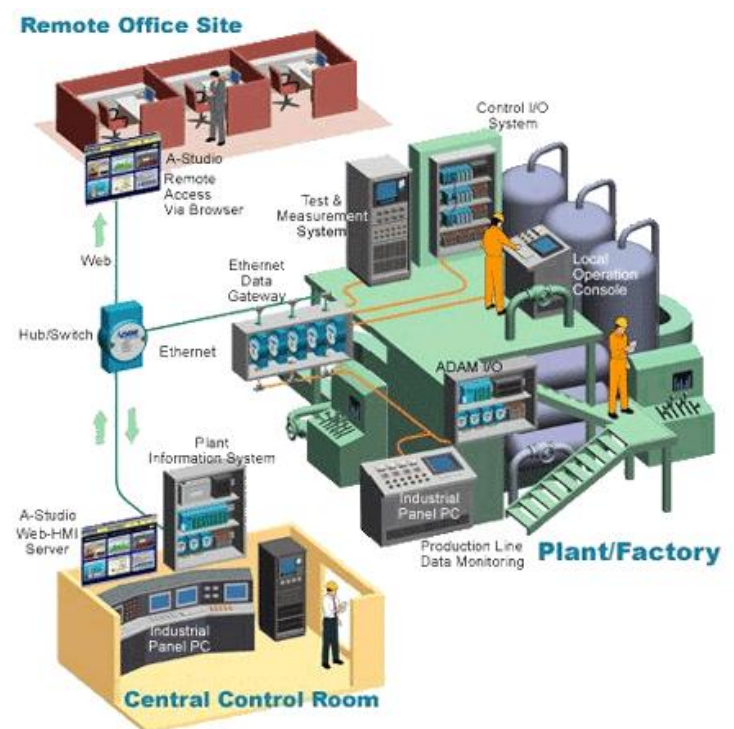 Remote Office Site
Control I/O
System
A-Studio
Remote
Access
Via Browser
Test &
Measurement
System
Web
Ethernet
Data
Gateway
Local
Operation
Console
Hub/Switch
Ethernet
ADAM I/O
Plant
Information System
A-Studio
Web-HMI
Server
Industrial
Panel PC
Production Line
Data Monitoring
Plant/Factory
Industrial
Panel PC
Central Control Room